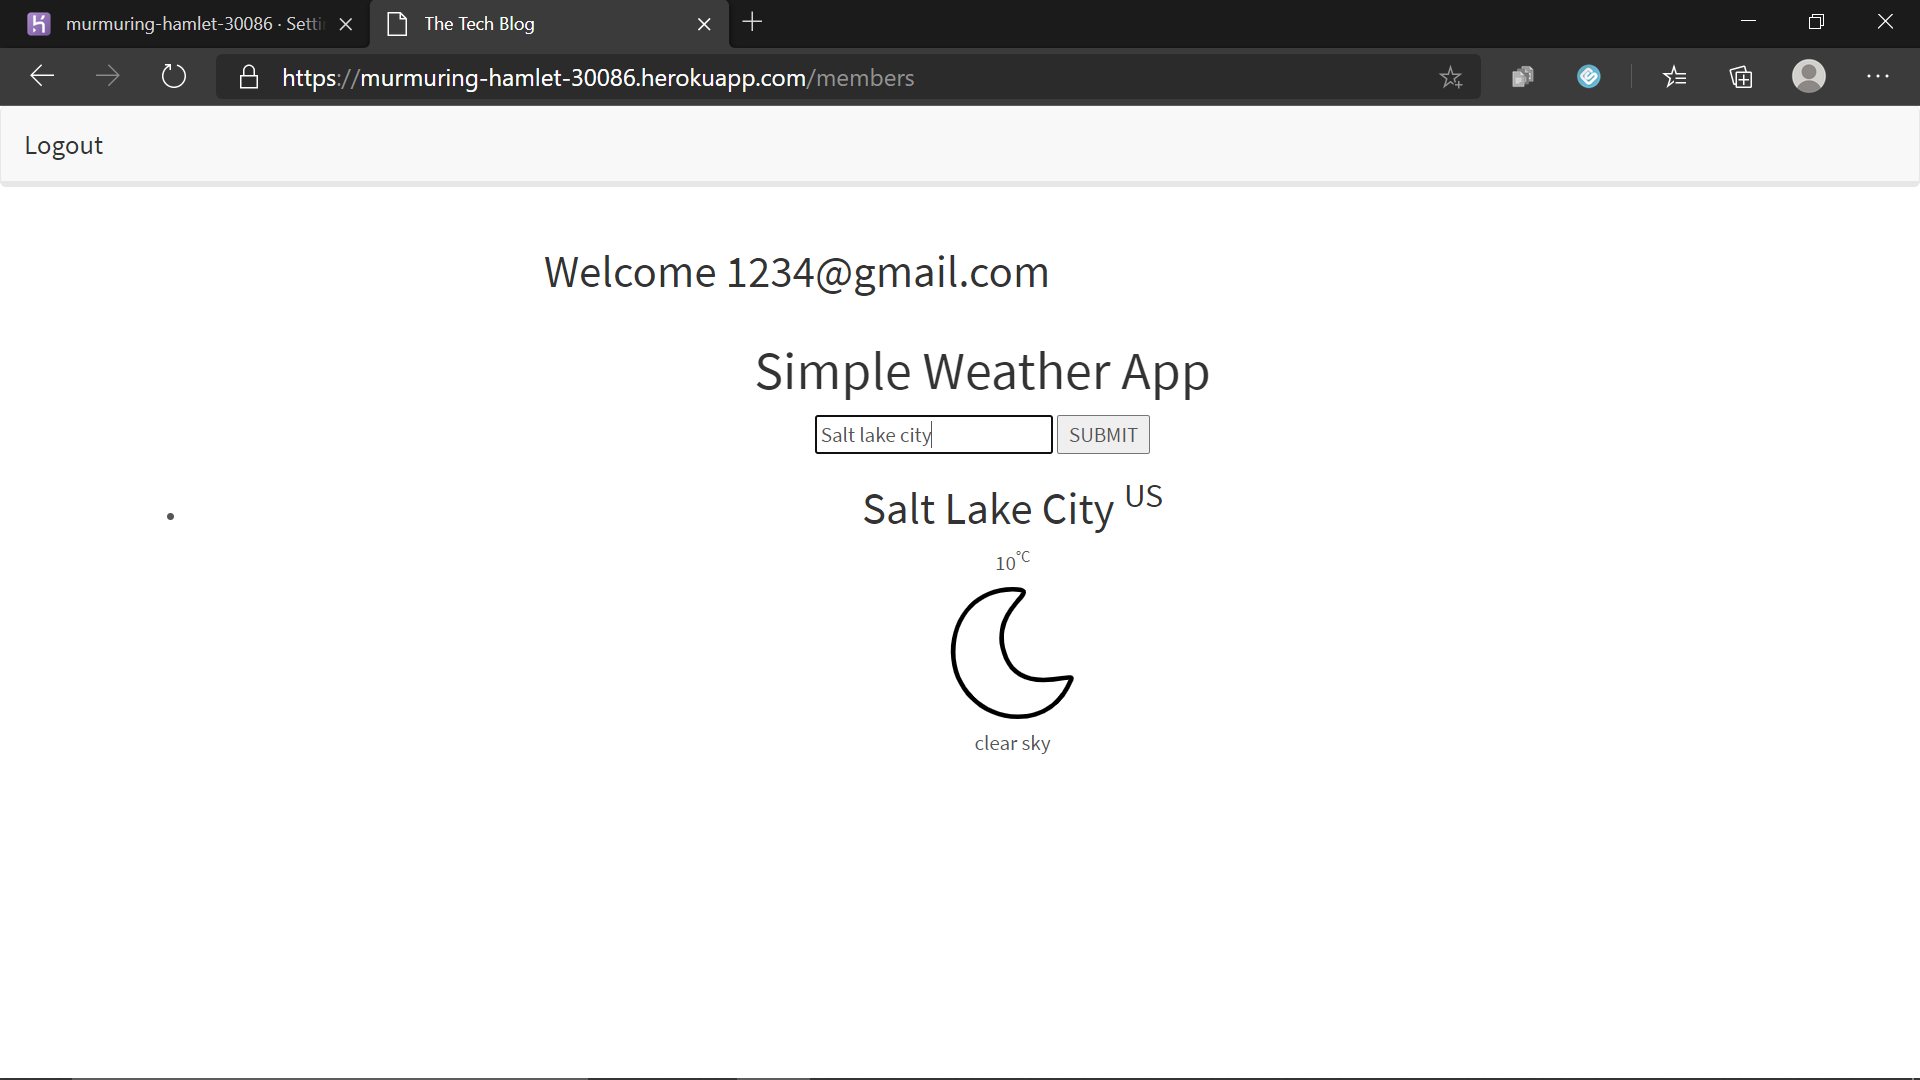 murmuring-hamlet-30086 · Setti
The Tech Blog
https://murmuring-hamlet-30086.herokuapp.com/members
Logout
Welcome 1234@gmail.com
Simple Weather App
Salt lake city SUBMIT
Salt Lake City US
10°C
clear sky